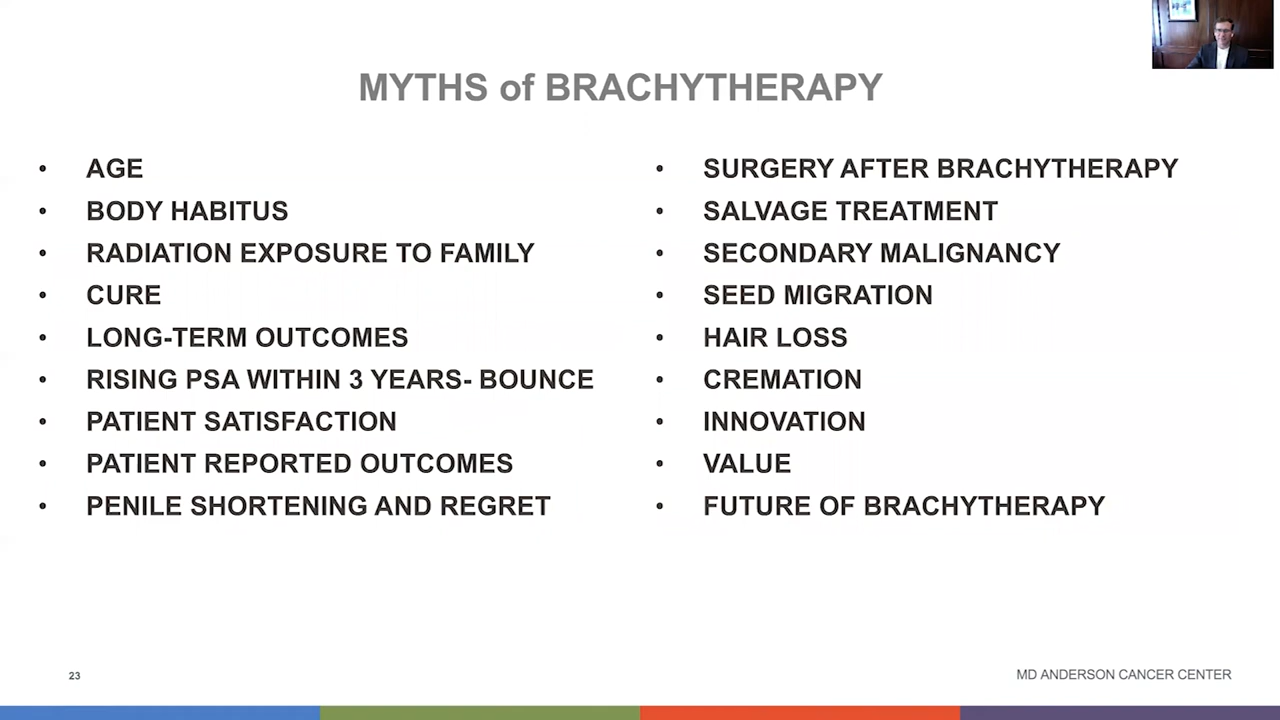 MYTHS of BRACHYTHERAPY
• AGE
• BODY HABITUS
• RADIATION EXPOSURE TO FAMILY
• CURE
• LONG-TERM OUTCOMES
• RISING PSA WITHIN 3 YEARS- BOUNCE
• PATIENT SATISFACTION
• PATIENT REPORTED OUTCOMES
• PENILE SHORTENING AND REGRET
• SURGERY AFTER BRACHYTHERAPY
• SALVAGE TREATMENT
• SECONDARY MALIGNANCY
• SEED MIGRATION
• HAIR LOSS
• CREMATION
• INNOVATION
• VALUE
• FUTURE OF BRACHYTHERAPY
23
MD ANDERSON CANCER CENTER